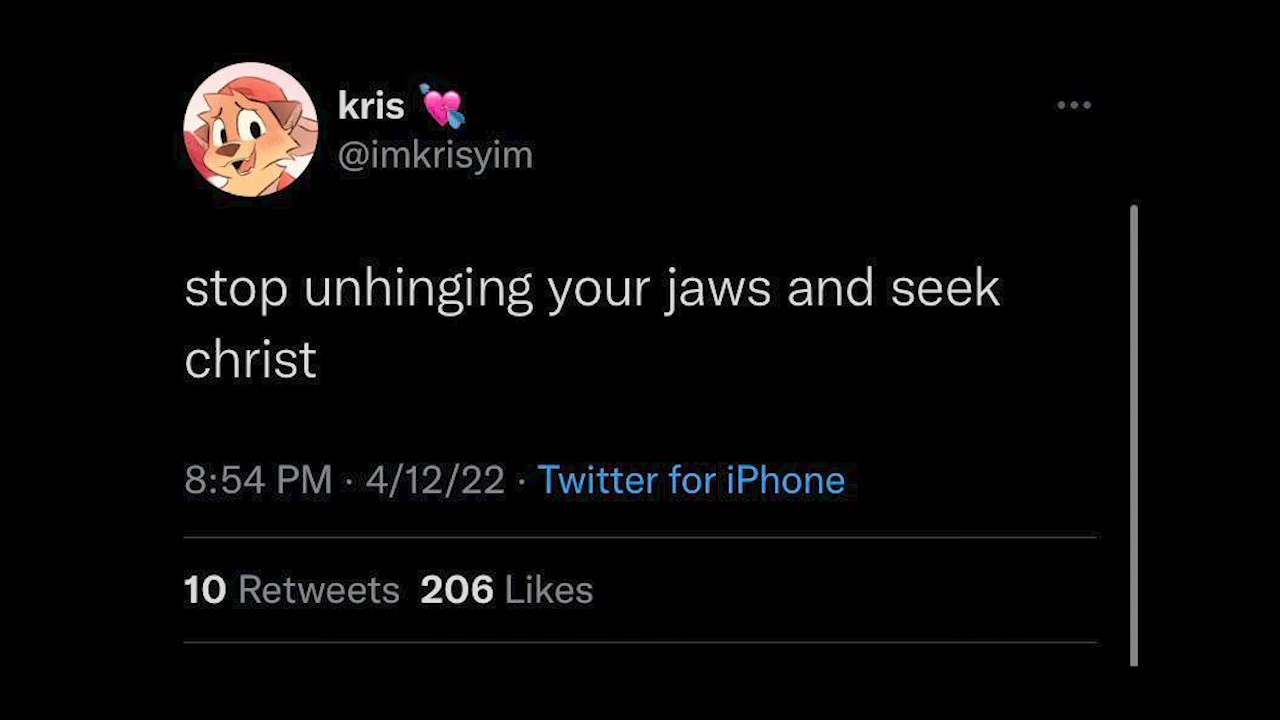 kris 💘
@imkrisyim
stop unhinging your jaws and seek
christ
8:54 PM · 4/12/22 · Twitter for iPhone
10 Retweets 206 Likes